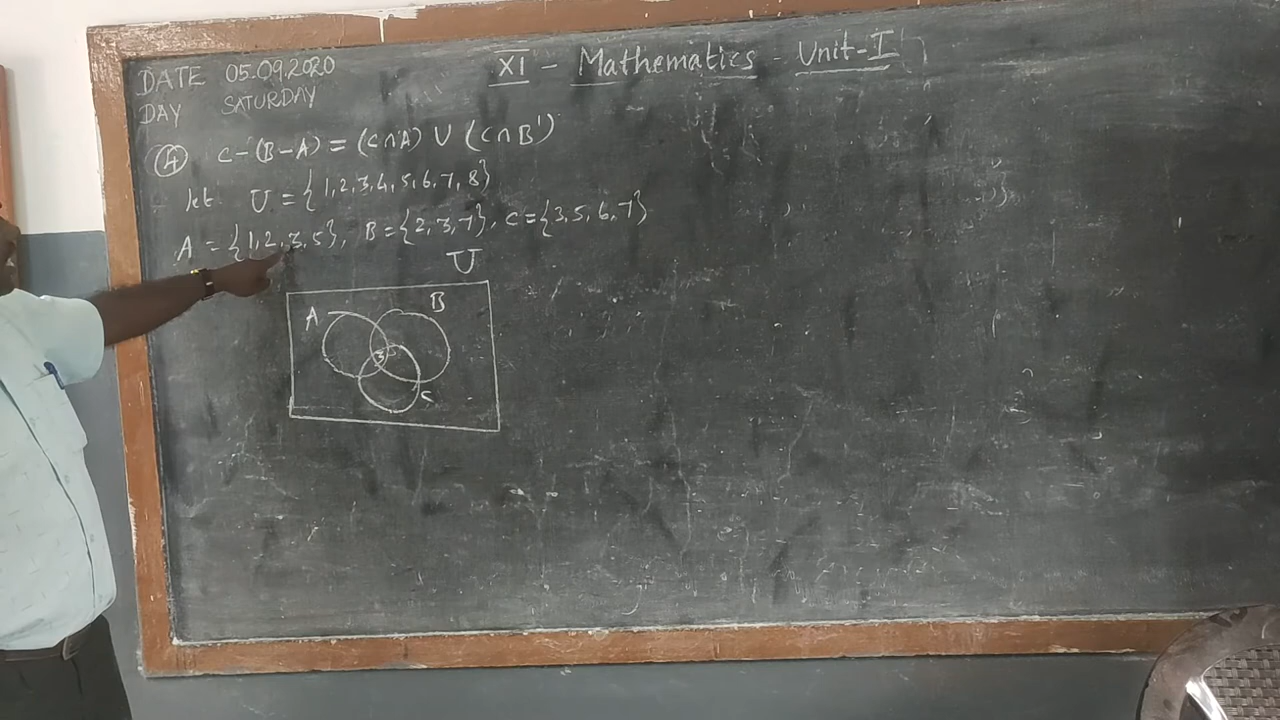 XI - Mathematics - Unit-I
DATE 05.09.2020
DAY SATURDAY
④ C-(B-A) = (C∩A) ∪ (C∩B')
let U = {1,2,3,4,5,6,7,8}
A = {1,2,3,5}, B = {2,3,7}, C = {3,5,6,7}
U
A
B
3
C